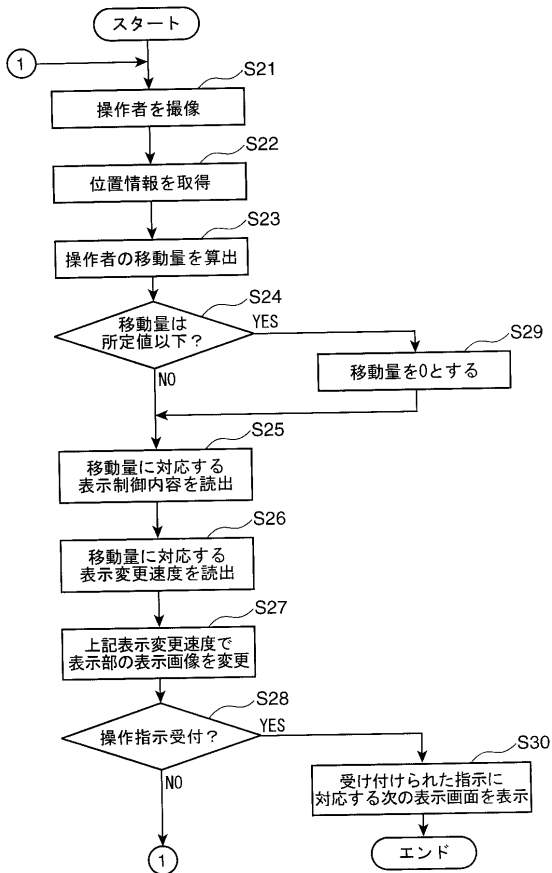 スタート
1
S21
操作者を撮像
S22
位置情報を取得
S23
操作者の移動量を算出
S24
移動量は
所定値以下？
YES
NO
S29
移動量を0とする
S25
移動量に対応する
表示制御内容を読出
S26
移動量に対応する
表示変更速度を読出
S27
上記表示変更速度で
表示部の表示画像を変更
S28
操作指示受付？
YES
NO
S30
受け付けられた指示に
対応する次の表示画面を表示
1
エンド